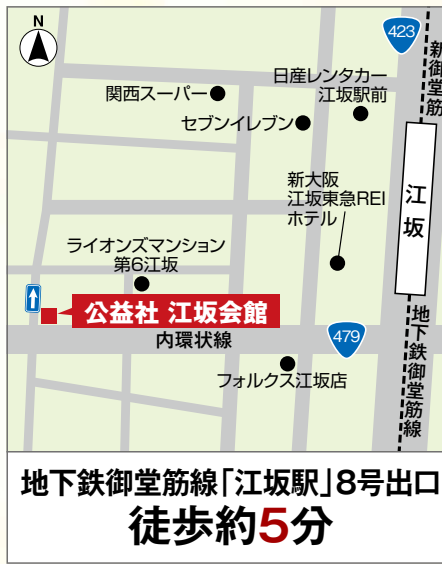 N
423
新御堂筋
日産レンタカー
江坂駅前
関西スーパー
セブンイレブン
江坂
新大阪
江坂東急REI
ホテル
ライオンズマンション
第6江坂
公益社 江坂会館
内環状線
479
地下鉄御堂筋線
フォルクス江坂店
地下鉄御堂筋線「江坂駅」8号出口
徒歩約5分